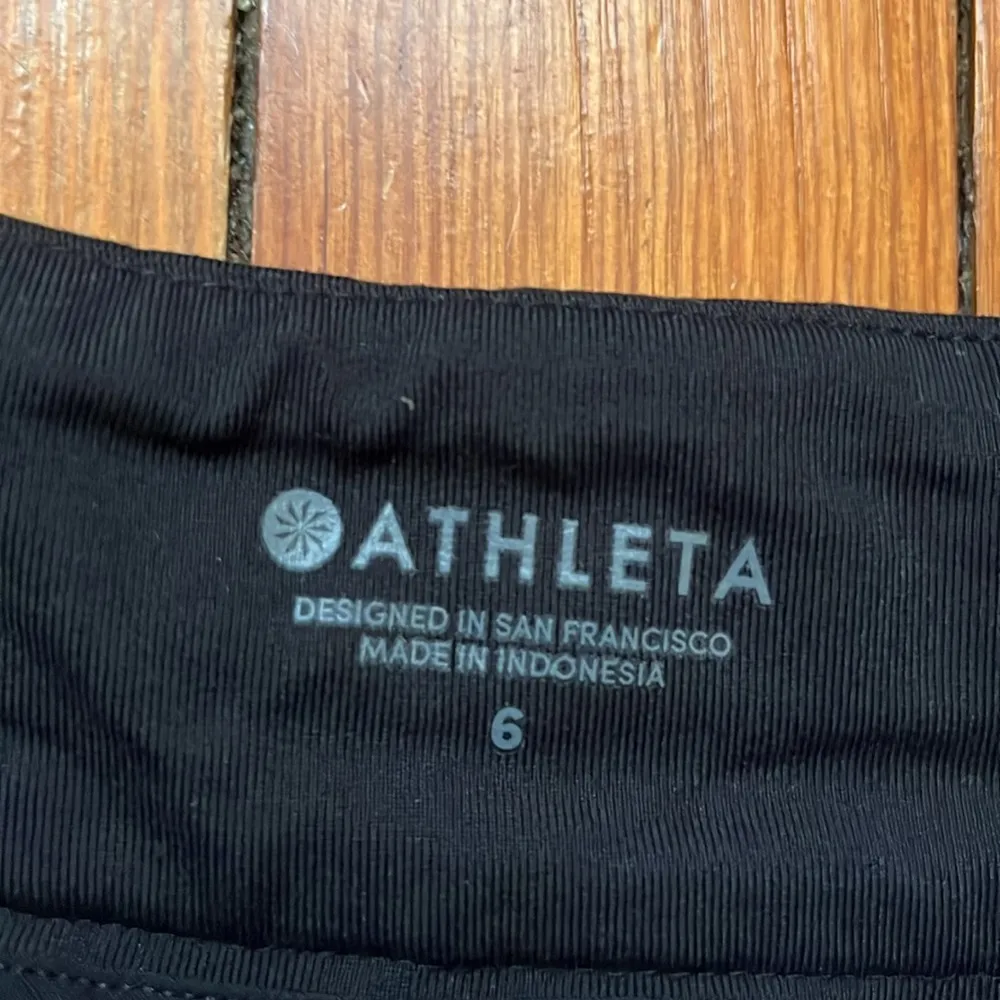 ATHLETA
DESIGNED IN SAN FRANCISCO
MADE IN INDONESIA
6